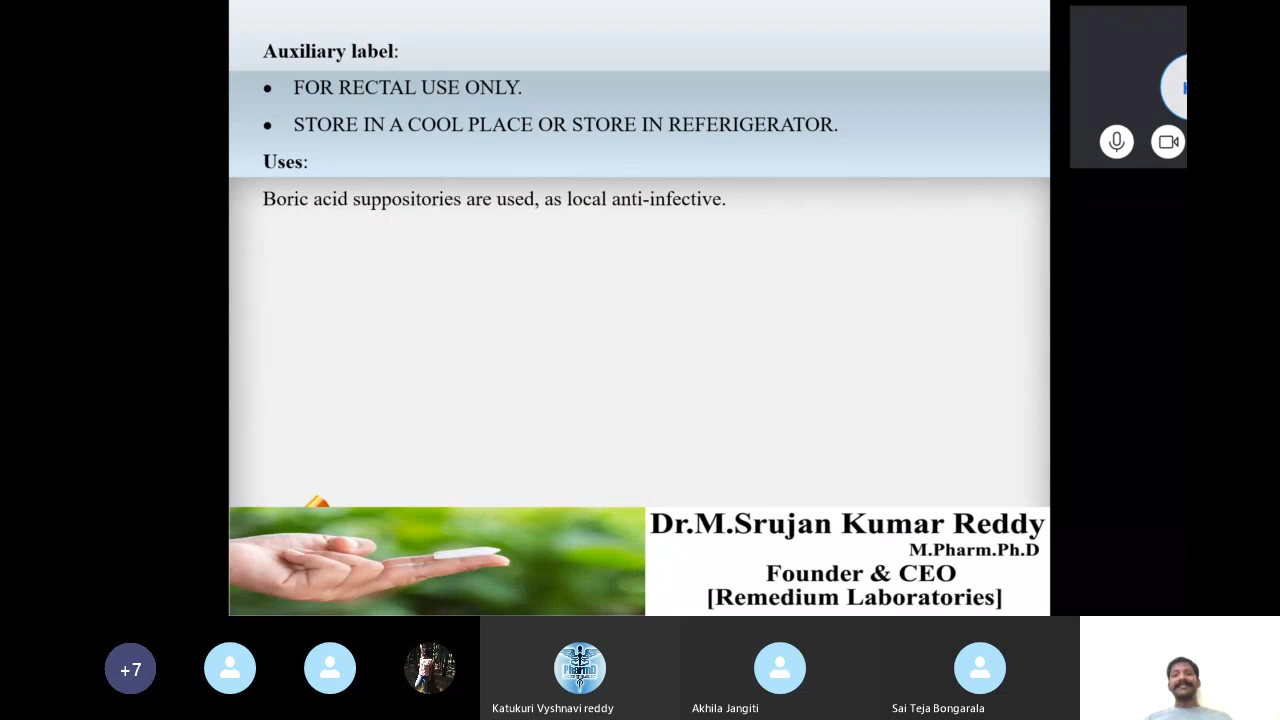 Auxiliary label:
• FOR RECTAL USE ONLY.
• STORE IN A COOL PLACE OR STORE IN REFERIGERATOR.
Uses:
Boric acid suppositories are used, as local anti-infective.
Dr.M.Srujan Kumar Reddy
M.Pharm.Ph.D
Founder & CEO
[Remedium Laboratories]
+7
PharmD
Katukuri Vyshnavi reddy
Akhila Jangiti
Sai Teja Bongarala